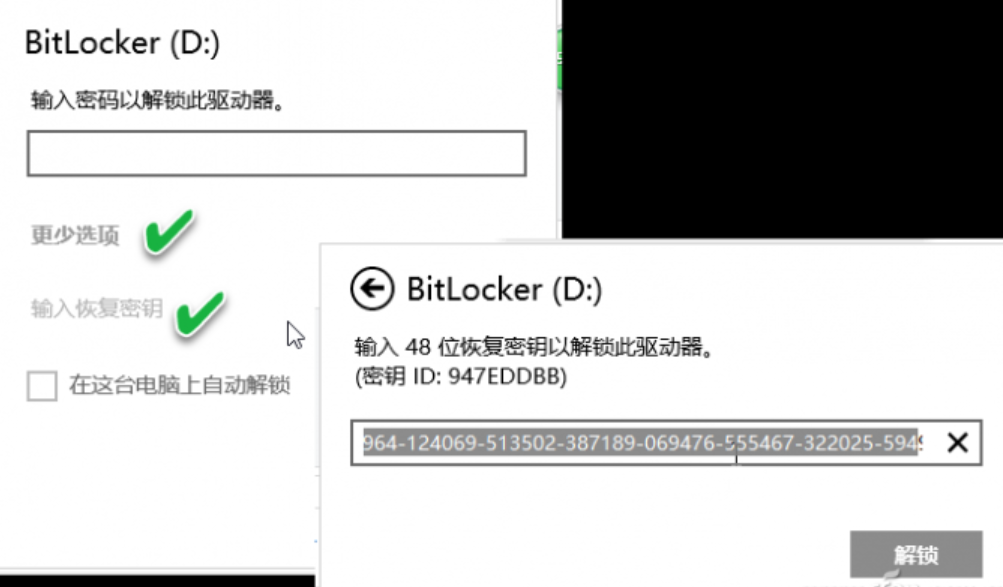 BitLocker (D:)
输入密码以解锁此驱动器。
更少选项
输入恢复密钥
在这台电脑上自动解锁
BitLocker (D:)
输入 48 位恢复密钥以解锁此驱动器。
(密钥 ID: 947EDDBB)
964-124069-513502-387189-069476-555467-322025-594
解锁